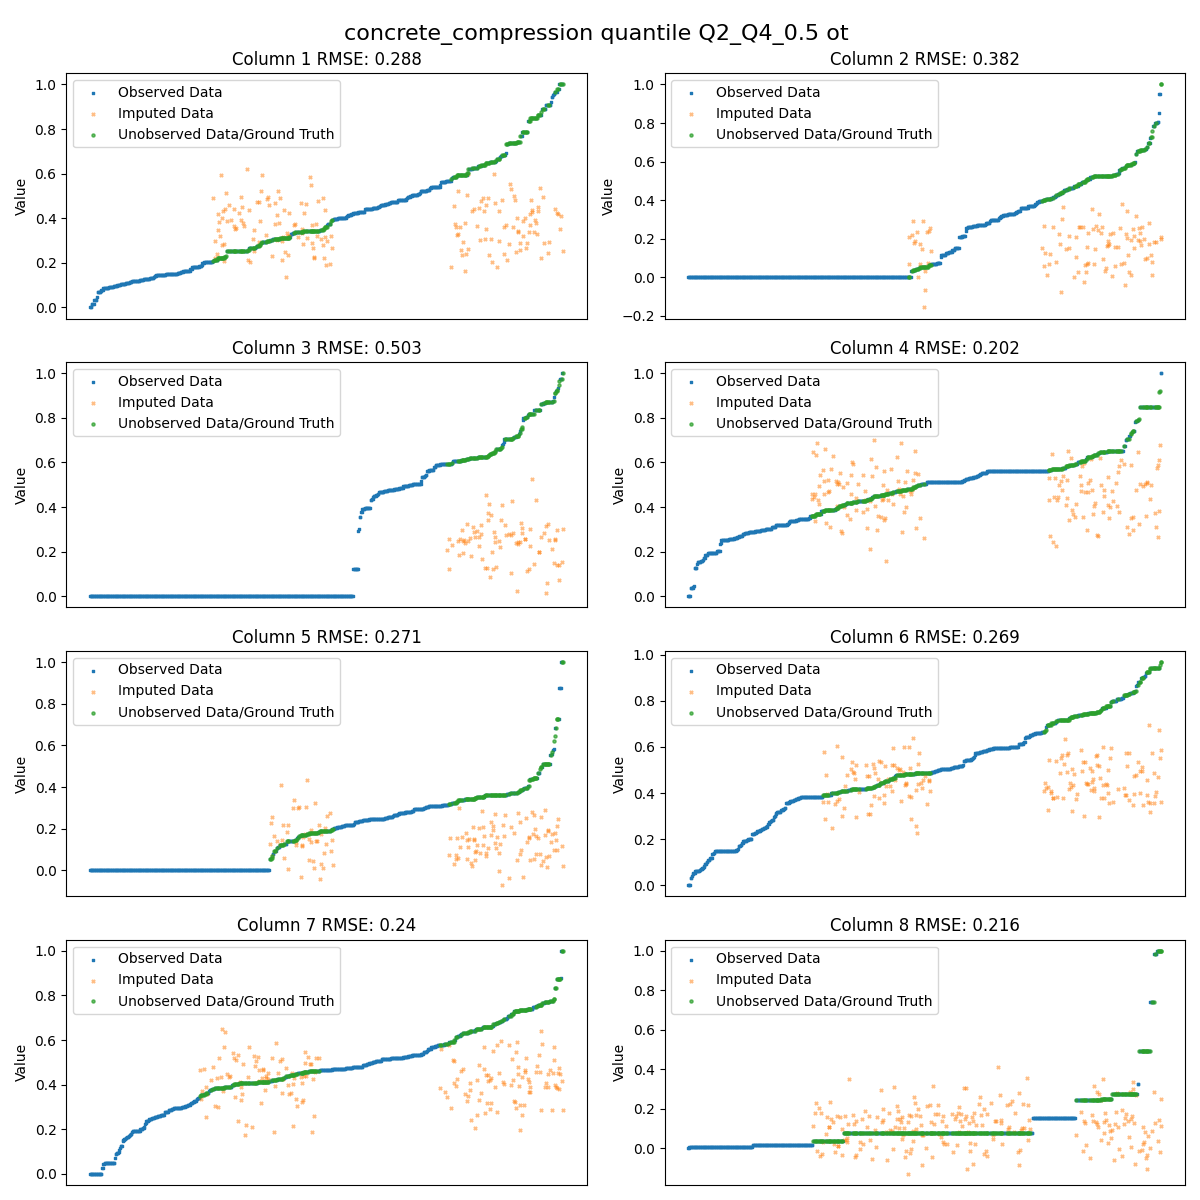 concrete_compression quantile Q2_Q4_0.5 ot
Column 1 RMSE: 0.288
1.0
0.8
0.6
0.4
0.2
0.0
Value
Observed Data
Imputed Data
Unobserved Data/Ground Truth
Column 2 RMSE: 0.382
1.0
0.8
0.6
0.4
0.2
0.0
−0.2
Value
Observed Data
Imputed Data
Unobserved Data/Ground Truth
Column 3 RMSE: 0.503
1.0
0.8
0.6
0.4
0.2
0.0
Value
Observed Data
Imputed Data
Unobserved Data/Ground Truth
Column 4 RMSE: 0.202
1.0
0.8
0.6
0.4
0.2
0.0
Value
Observed Data
Imputed Data
Unobserved Data/Ground Truth
Column 5 RMSE: 0.271
1.0
0.8
0.6
0.4
0.2
0.0
Value
Observed Data
Imputed Data
Unobserved Data/Ground Truth
Column 6 RMSE: 0.269
1.0
0.8
0.6
0.4
0.2
0.0
Value
Observed Data
Imputed Data
Unobserved Data/Ground Truth
Column 7 RMSE: 0.24
1.0
0.8
0.6
0.4
0.2
0.0
Value
Observed Data
Imputed Data
Unobserved Data/Ground Truth
Column 8 RMSE: 0.216
1.0
0.8
0.6
0.4
0.2
0.0
Value
Observed Data
Imputed Data
Unobserved Data/Ground Truth